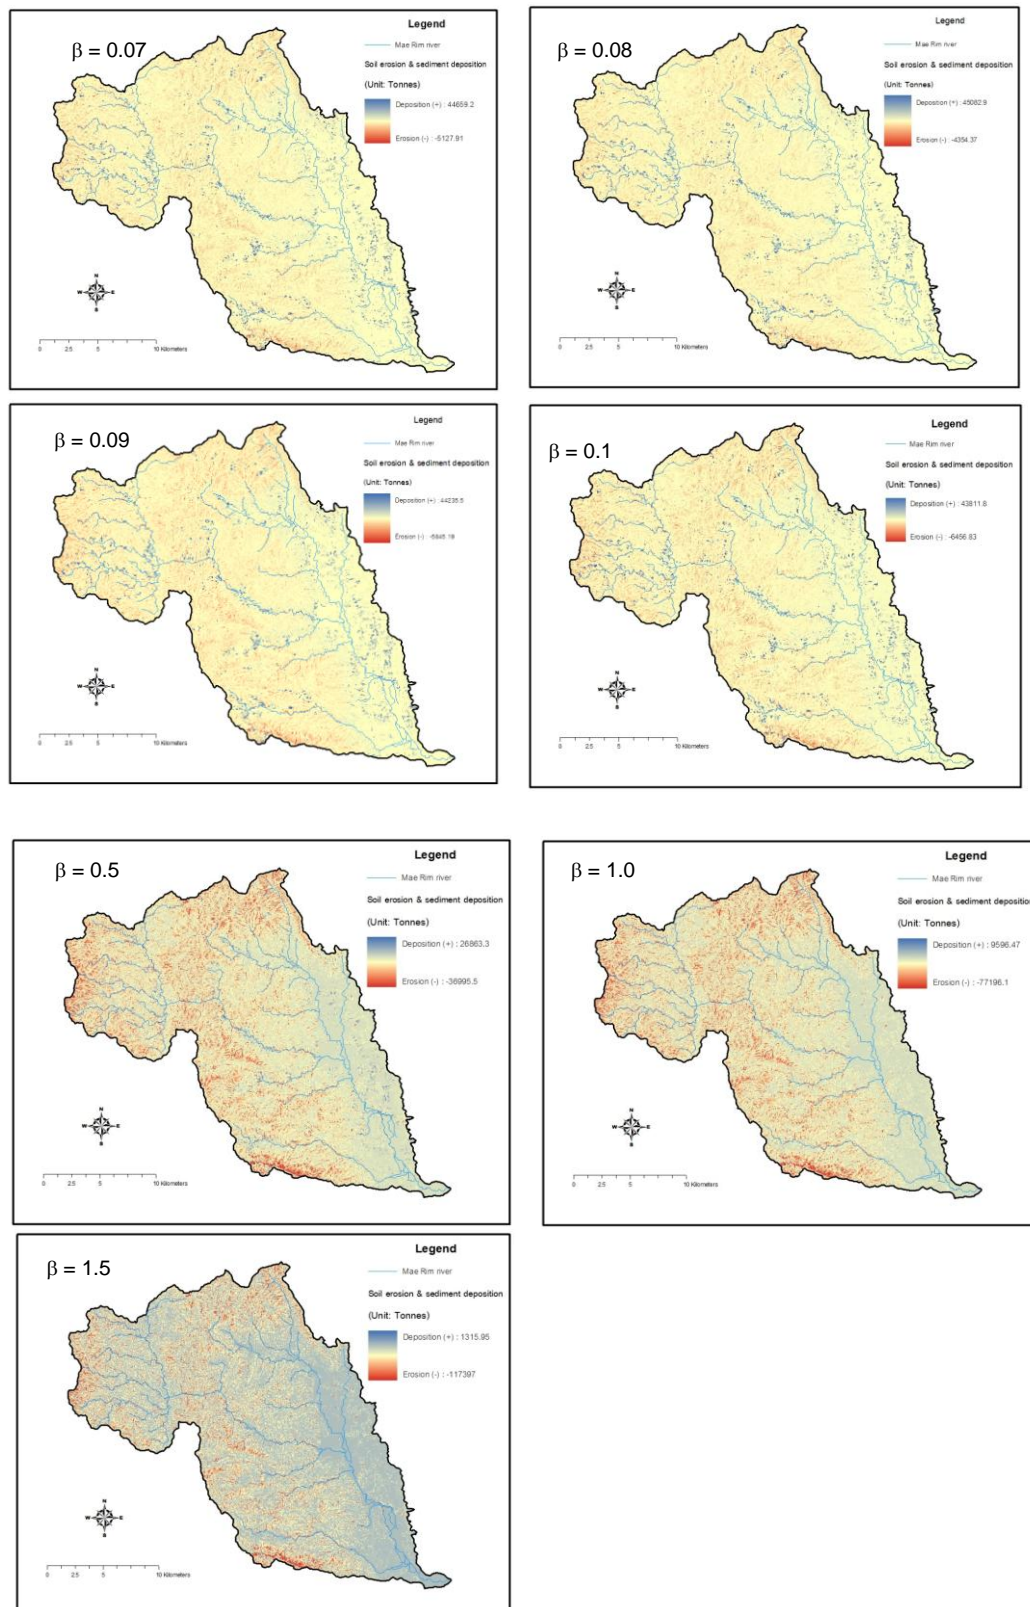 β = 0.07
Legend
Mae Rim river
Soil erosion & sediment deposition
(Unit: Tonnes)
Deposition (+) : 44659.2
Erosion (-) : -5127.91
N
W E
S
0 2.5 5 10 Kilometers
β = 0.08
Legend
Mae Rim river
Soil erosion & sediment deposition
(Unit: Tonnes)
Deposition (+) : 45082.9
Erosion (-) : -4354.37
N
W E
S
0 2.5 5 10 Kilometers
β = 0.09
Legend
Mae Rim river
Soil erosion & sediment deposition
(Unit: Tonnes)
Deposition (+) : 44235.5
Erosion (-) :
N
W E
S
0 2.5 5 10 Kilometers
β = 0.1
Legend
Mae Rim river
Soil erosion & sediment deposition
(Unit: Tonnes)
Deposition (+) : 43811.8
Erosion (-) : -6456.83
N
W E
S
0 2.5 5 10 Kilometers
β = 0.5
Legend
Mae Rim river
Soil erosion & sediment deposition
(Unit: Tonnes)
Deposition (+) : 26863.3
Erosion (-) : -36995.5
N
W E
S
0 2.5 5 10 Kilometers
β = 1.0
Legend
Mae Rim river
Soil erosion & sediment deposition
(Unit: Tonnes)
Deposition (+) : 9596.47
Erosion (-) : -77196.1
N
W E
S
0 2.5 5 10 Kilometers
β = 1.5
Legend
Mae Rim river
Soil erosion & sediment deposition
(Unit: Tonnes)
Deposition (+) : 1315.95
Erosion (-) : -117397
N
W E
S
0 2.5 5 10 Kilometers